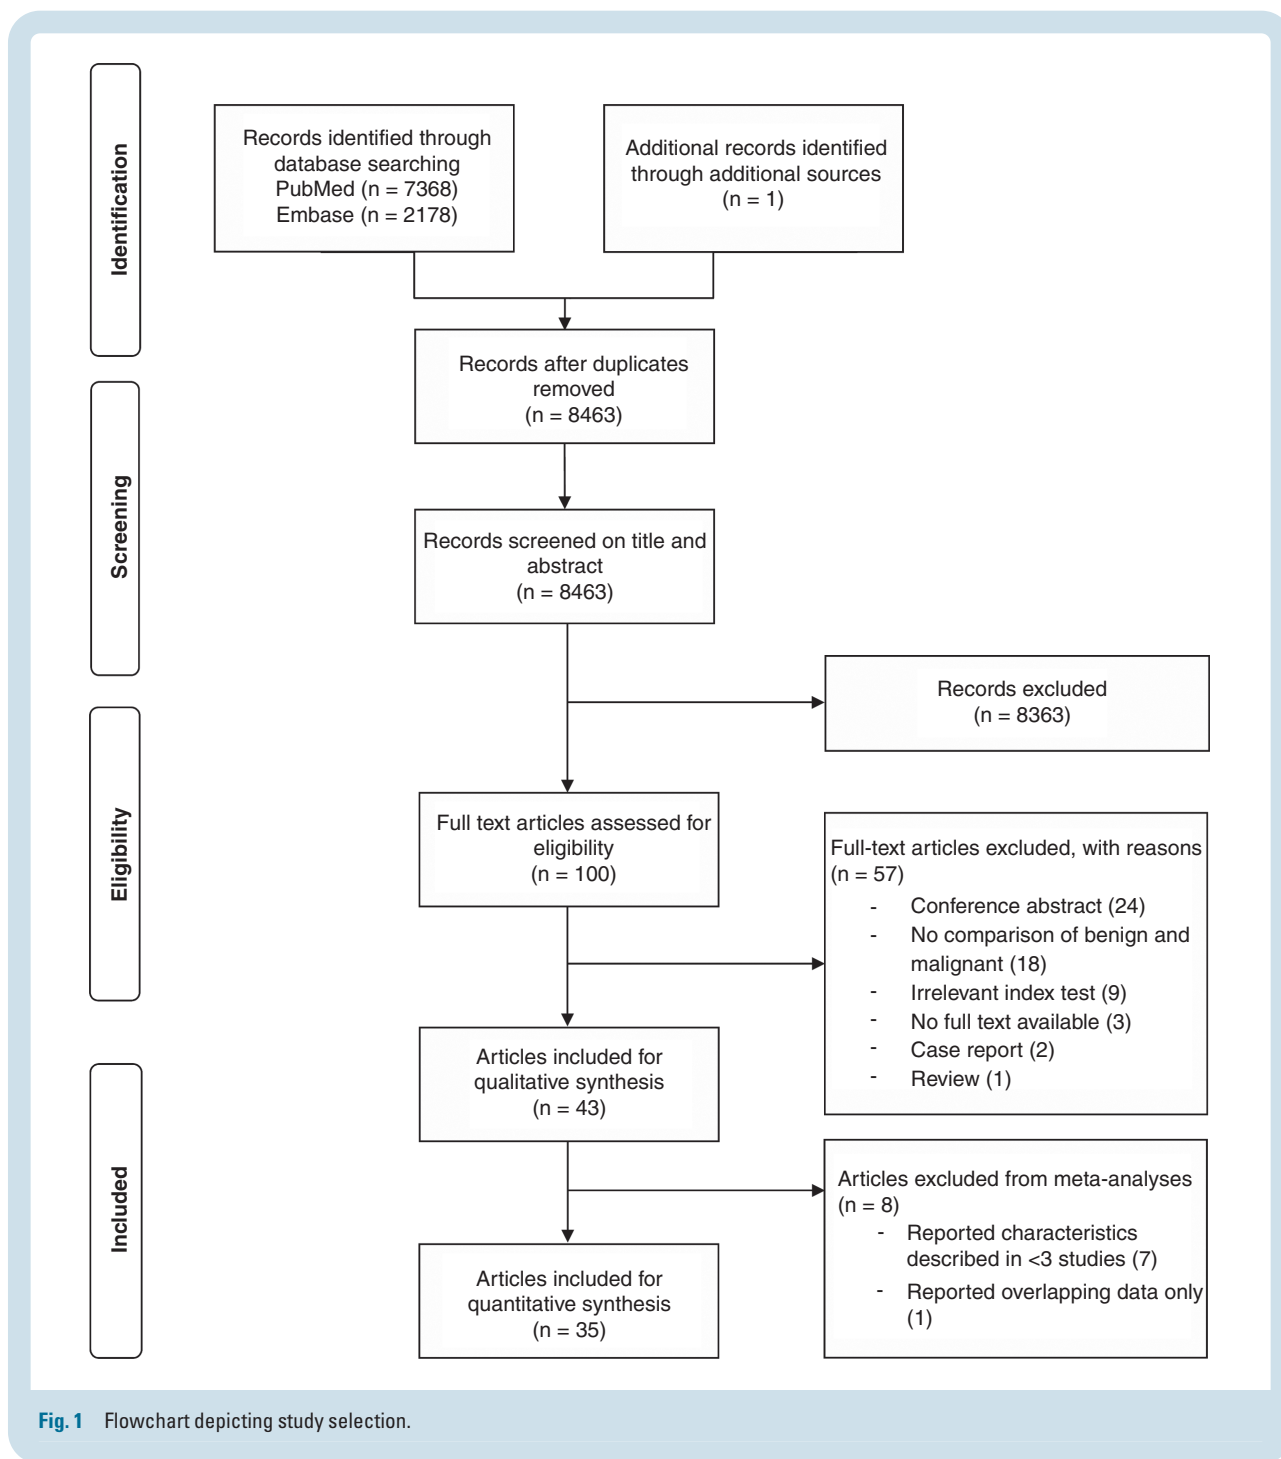 Identification
Records identified through
database searching
PubMed (n = 7368)
Embase (n = 2178)
Additional records identified
through additional sources
(n = 1)
Records after duplicates
removed
(n = 8463)
Screening
Records screened on title and
abstract
(n = 8463)
Records excluded
(n = 8363)
Eligibility
Full text articles assessed for
eligibility
(n = 100)
Full-text articles excluded, with reasons
(n = 57)
- Conference abstract (24)
- No comparison of benign and
malignant (18)
- Irrelevant index test (9)
- No full text available (3)
- Case report (2)
- Review (1)
Articles included for
qualitative synthesis
(n = 43)
Included
Articles excluded from meta-analyses
(n = 8)
- Reported characteristics
described in <3 studies (7)
- Reported overlapping data only
(1)
Articles included for
quantitative synthesis
(n = 35)
Fig. 1 Flowchart depicting study selection.